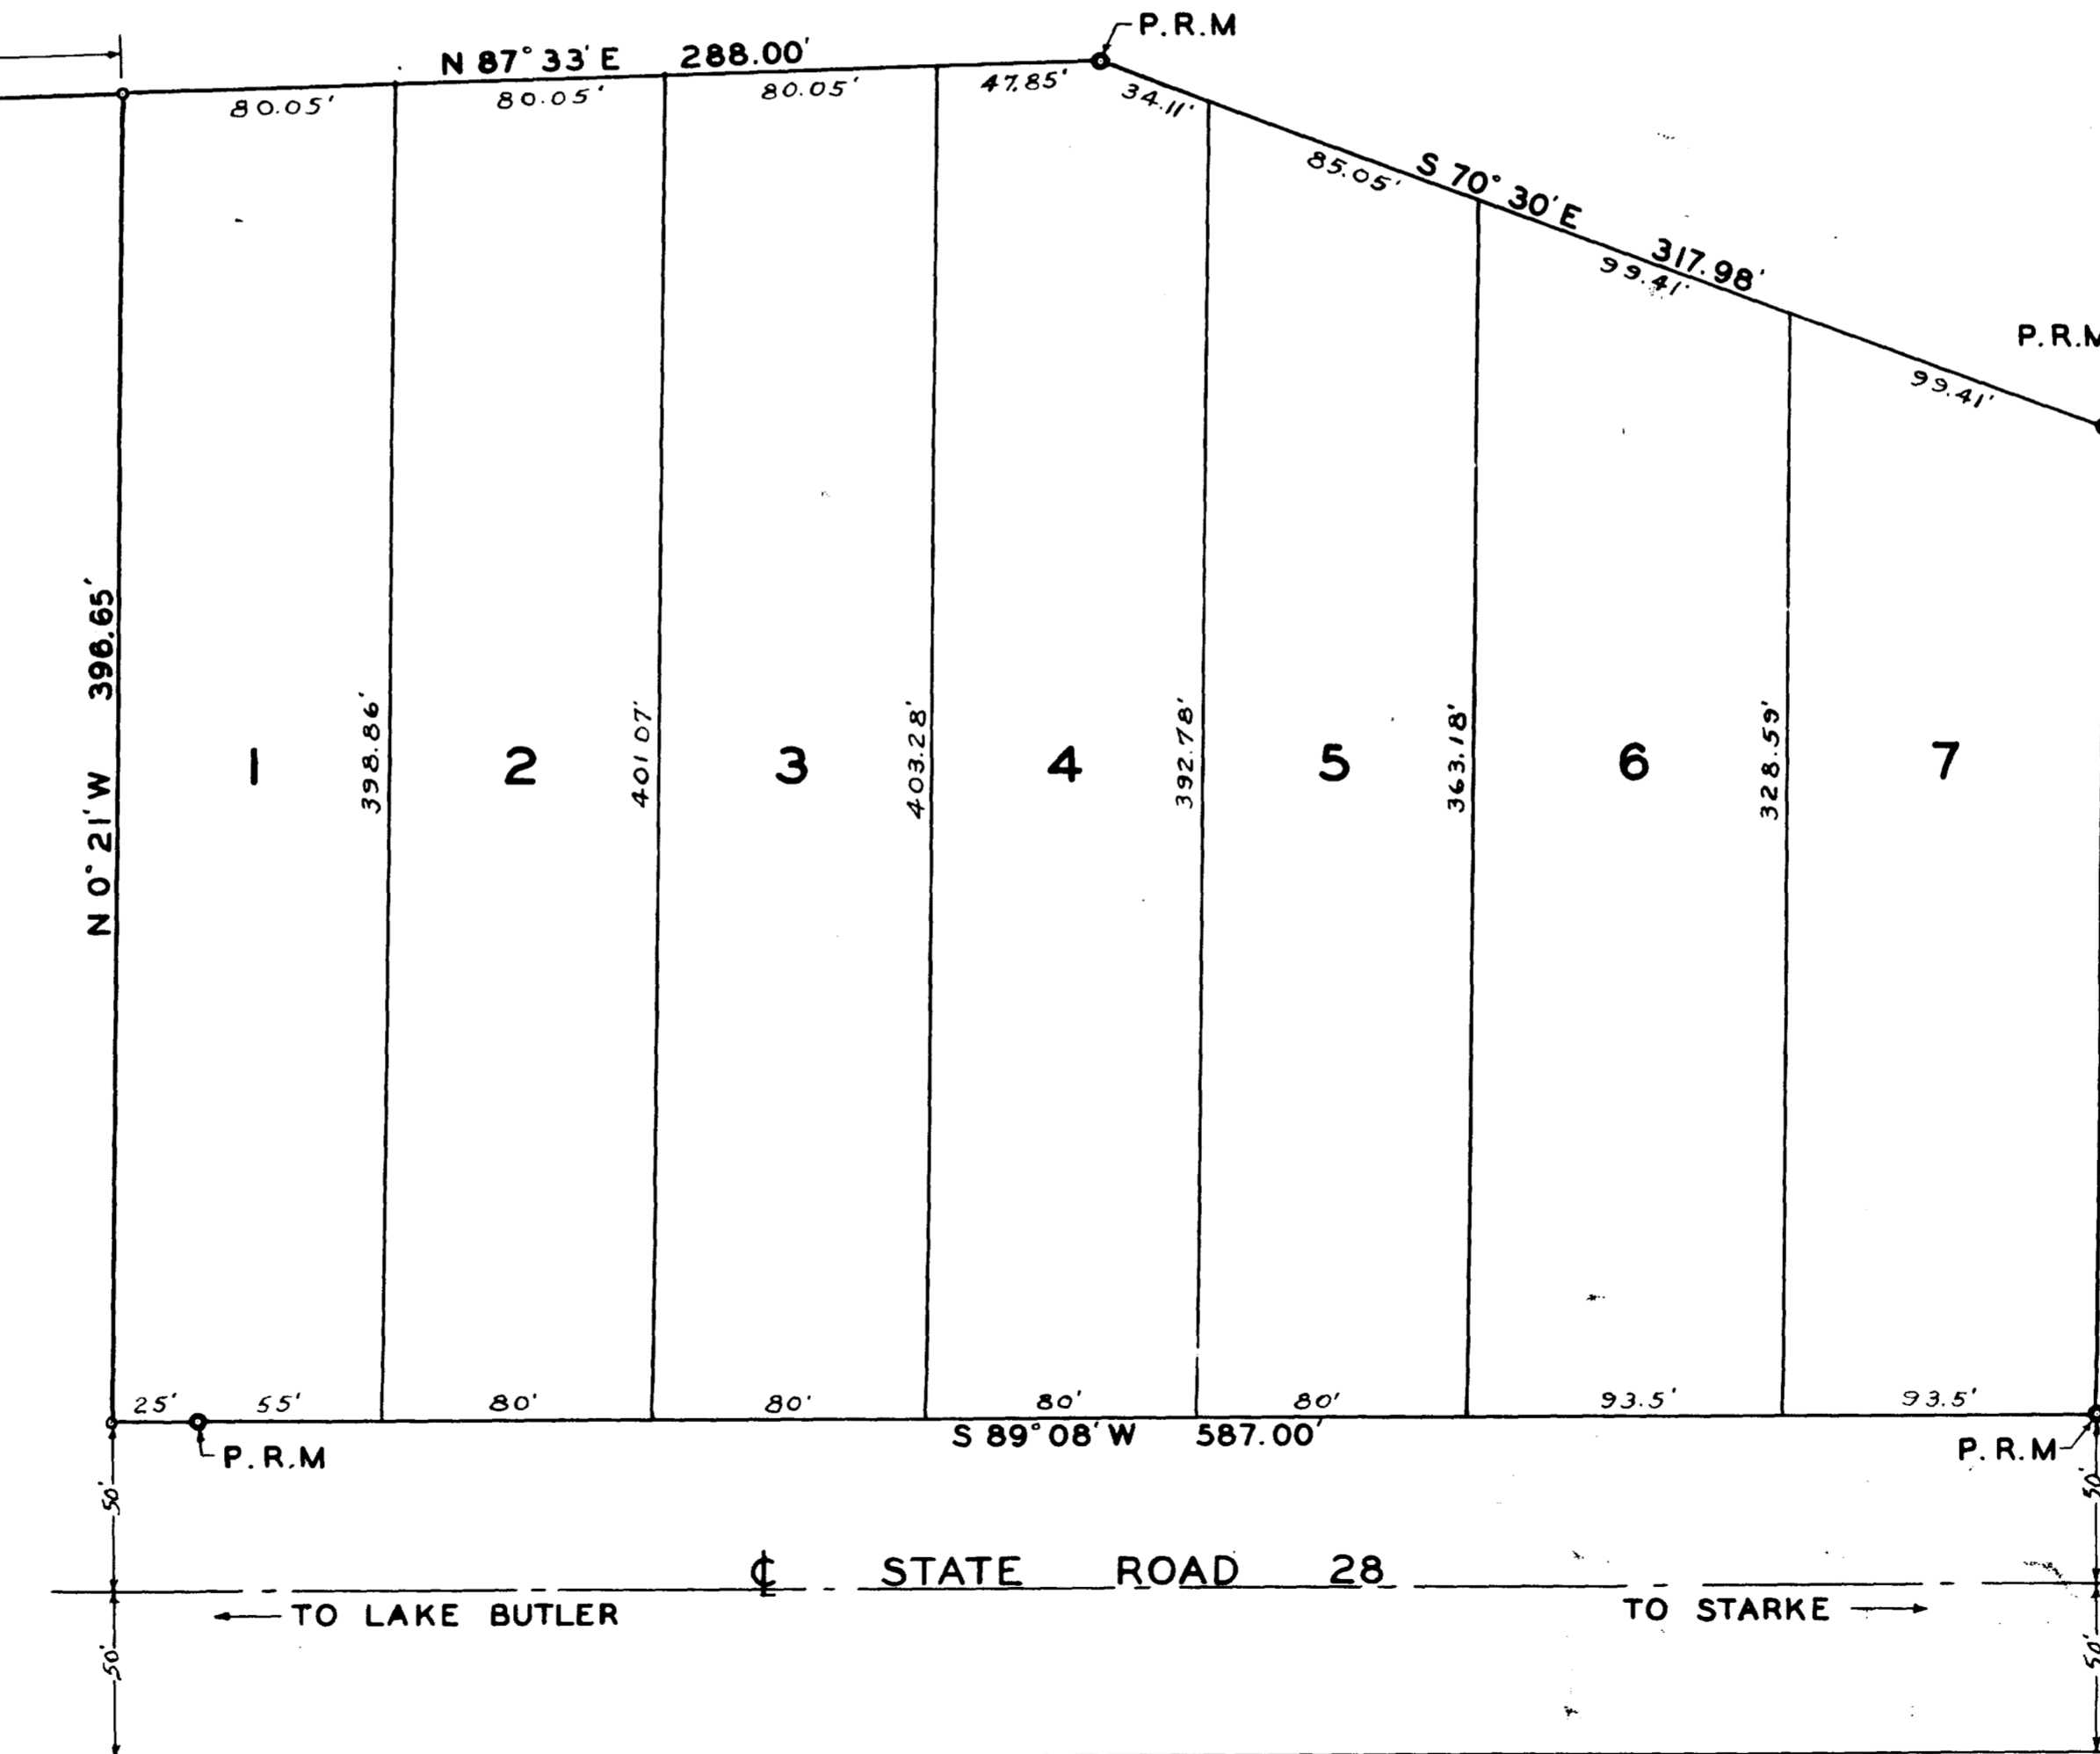 P.R.M
N 87° 33' E 288.00'
80.05' 80.05' 80.05' 47.85' 34.11'
85.05' S 70° 30' E
317.98'
99.41'
P.R.M
99.41'
N 0° 21' W 398.65'
398.86' 401 07' 403.28' 392.78' 363.18' 328.59'
1 2 3 4 5 6 7
25' 55' 80' 80' 80' 80' 93.5' 93.5'
S 89° 08' W 587.00'
P.R.M P.R.M
50' 50'
℄ STATE ROAD 28
TO LAKE BUTLER TO STARKE
50' 50'